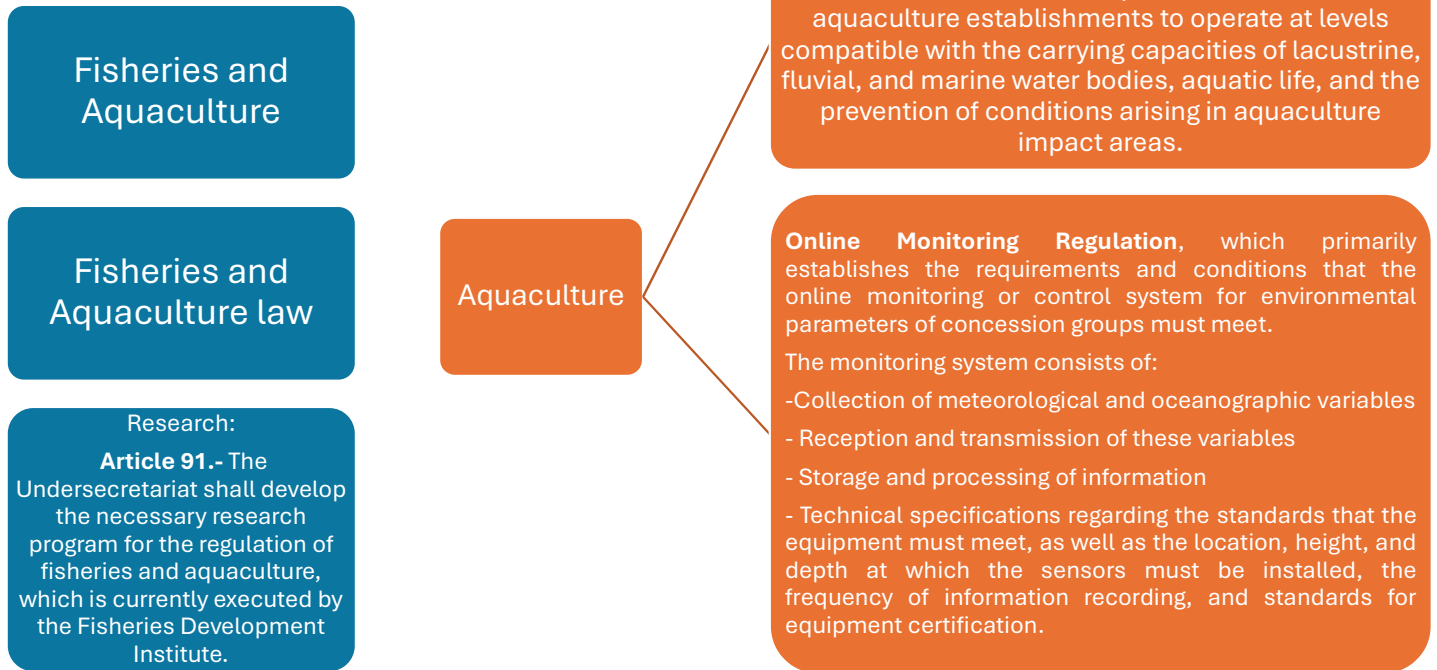 Fisheries and
Aquaculture
Fisheries and
Aquaculture law
Research:
Article 91.- The
Undersecretariat shall develop
the necessary research
program for the regulation of
fisheries and aquaculture,
which is currently executed by
the Fisheries Development
Institute.
Aquaculture
aquaculture establishments to operate at levels
compatible with the carrying capacities of lacustrine,
fluvial, and marine water bodies, aquatic life, and the
prevention of conditions arising in aquaculture
impact areas.
Online Monitoring Regulation, which primarily
establishes the requirements and conditions that the
online monitoring or control system for environmental
parameters of concession groups must meet.
The monitoring system consists of:
-Collection of meteorological and oceanographic variables
- Reception and transmission of these variables
- Storage and processing of information
- Technical specifications regarding the standards that the
equipment must meet, as well as the location, height, and
depth at which the sensors must be installed, the
frequency of information recording, and standards for
equipment certification.